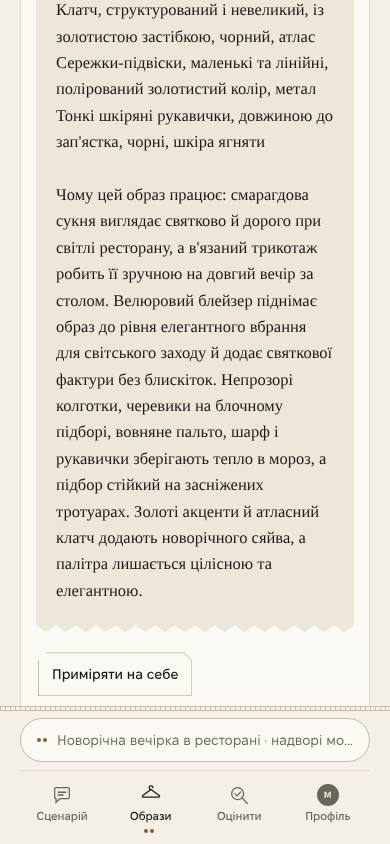 Клатч, структурований і невеликий, із
золотистою застібкою, чорний, атлас
Сережки-підвіски, маленькі та лінійні,
полірований золотистий колір, метал
Тонкі шкіряні рукавички, довжиною до
зап'ястка, чорні, шкіра ягняти
Чому цей образ працює: смарагдова
сукня виглядає святково й дорого при
світлі ресторану, а в'язаний трикотаж
робить її зручною на довгий вечір за
столом. Велюровий блейзер піднімає
образ до рівня елегантного вбрання
для світського заходу й додає святкової
фактури без блискіток. Непрозорі
колготки, черевики на блочному
підборі, вовняне пальто, шарф і
рукавички зберігають тепло в мороз, а
підбор стійкий на засніжених
тротуарах. Золоті акценти й атласний
клатч додають новорічного сяйва, а
палітра лишається цілісною та
елегантною.
Приміряти на себе
Новорічна вечірка в ресторані · надворі мо...
Сценарій
Образи
Оцінити
М
Профіль